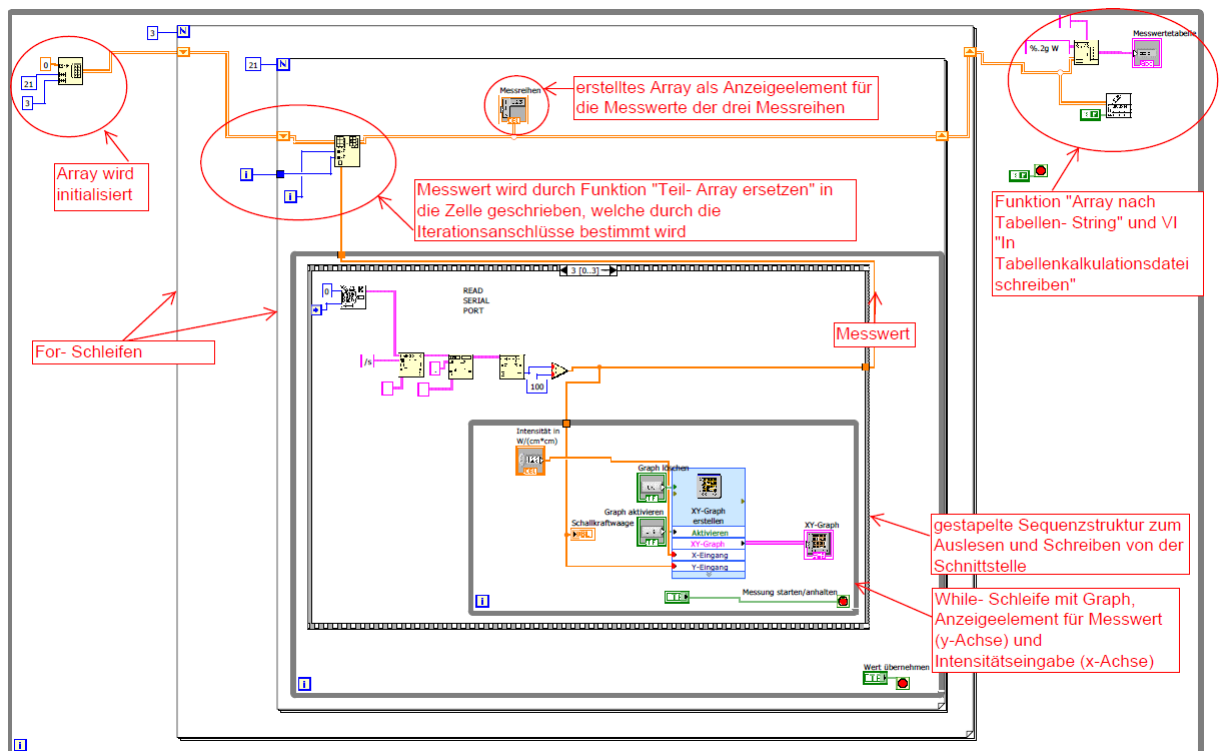 3
N
0
21
3
Array wird
initialisiert
21
N
Messreihen
erstelltes Array als Anzeigeelement für
die Messwerte der drei Messreihen
%.2g W
Messwertetabelle
F
F
Funktion "Array nach
Tabellen- String" und VI
"In
Tabellenkalkulationsdatei
schreiben"
i
i
Messwert wird durch Funktion "Teil- Array ersetzen" in
die Zelle geschrieben, welche durch die
Iterationsanschlüsse bestimmt wird
For- Schleifen
3 [0..3]
0
READ
SERIAL
PORT
Messwert
/s
100
Intensität in
W/(cm*cm)
Graph löschen
TF
Graph aktivieren
TF
Schallkraftwaage
XY-Graph
erstellen
Aktivieren
XY-Graph
X-Eingang
Y-Eingang
XY-Graph
Messung starten/anhalten
TF
i
gestapelte Sequenzstruktur zum
Auslesen und Schreiben von der
Schnittstelle
While- Schleife mit Graph,
Anzeigeelement für Messwert
(y-Achse) und
Intensitätseingabe (x-Achse)
Wert übernehmen
TF
i
i